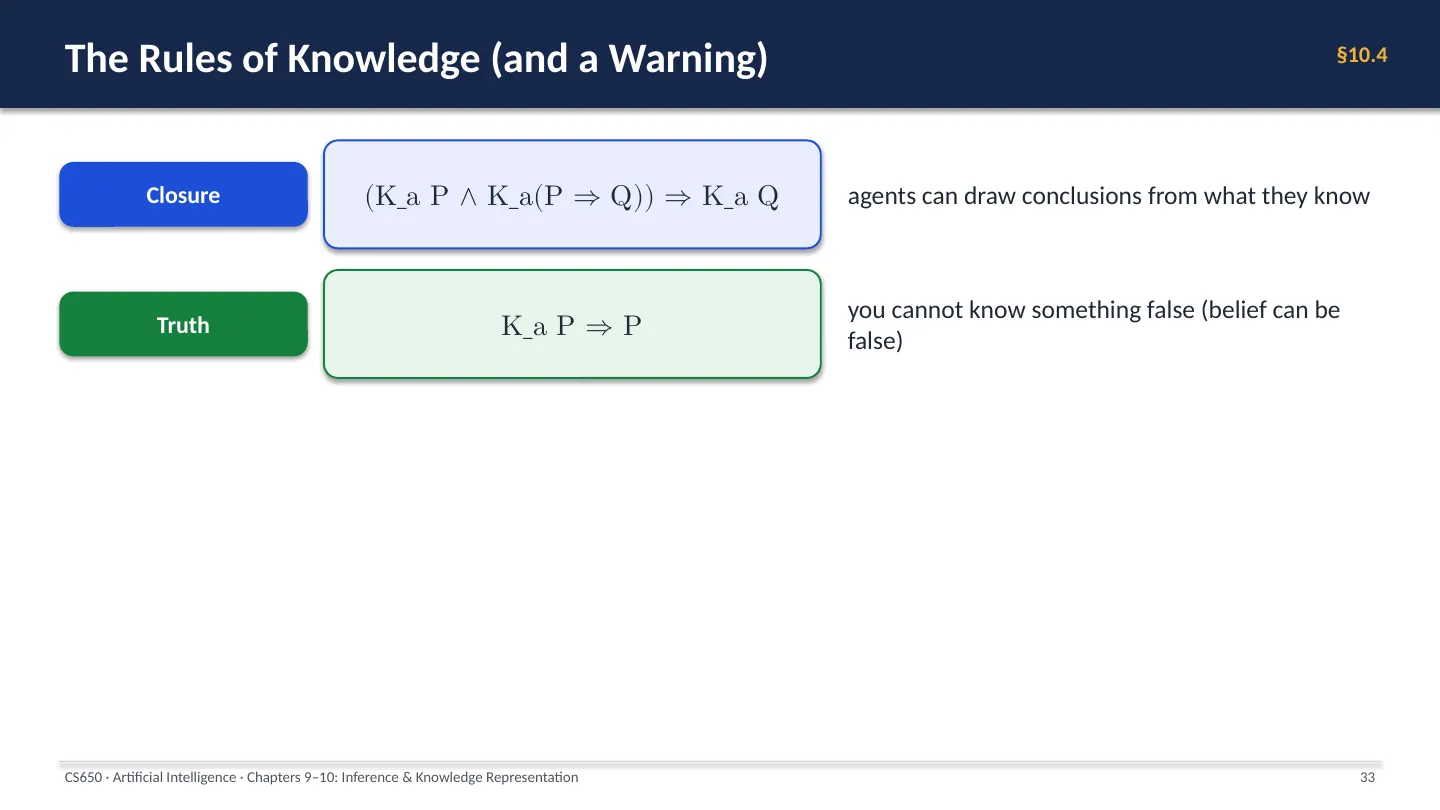 The Rules of Knowledge (and a Warning)
§10.4
Closure
(K_a P ∧ K_a(P ⇒ Q)) ⇒ K_a Q
agents can draw conclusions from what they know
Truth
K_a P ⇒ P
you cannot know something false (belief can be
false)
CS650 · Artificial Intelligence · Chapters 9–10: Inference & Knowledge Representation
33